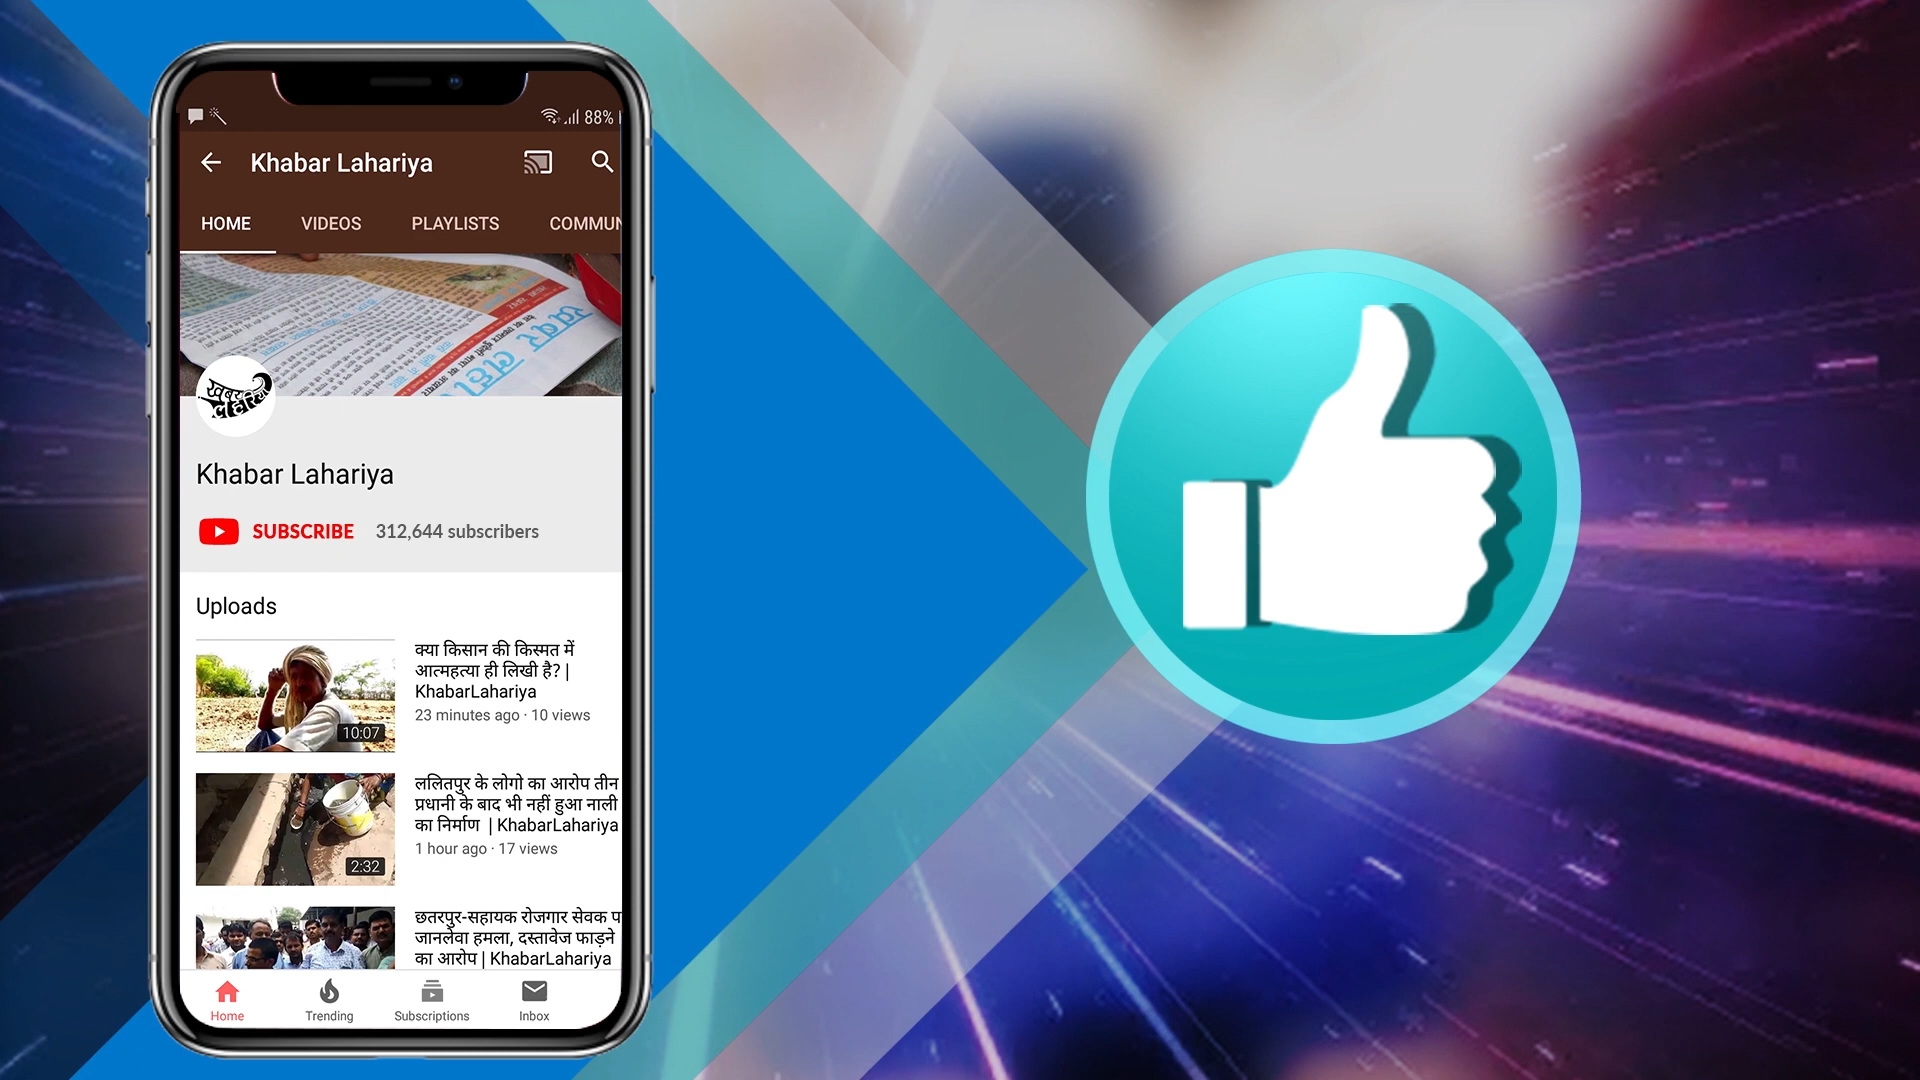 88%
Khabar Lahariya
HOME VIDEOS PLAYLISTS COMMUN
खबर लहरिया
Khabar Lahariya
SUBSCRIBE 312,644 subscribers
Uploads
क्या किसान की किस्मत में
आत्महत्या ही लिखी है? |
KhabarLahariya
23 minutes ago · 10 views
10:07
ललितपुर के लोगो का आरोप तीन
प्रधानी के बाद भी नहीं हुआ नाली
का निर्माण | KhabarLahariya
1 hour ago · 17 views
2:32
छतरपुर-सहायक रोजगार सेवक प
जानलेवा हमला, दस्तावेज फाड़ने
का आरोप | KhabarLahariya
Home Trending Subscriptions Inbox